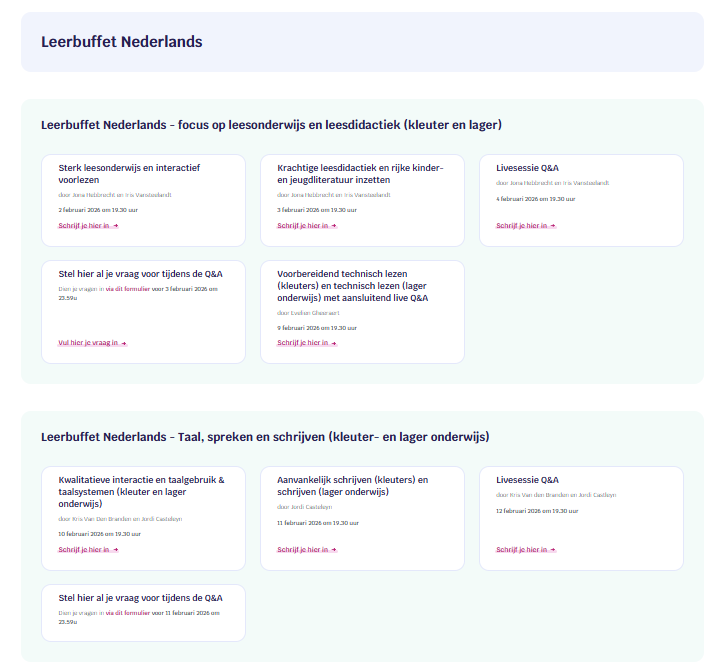 Leerbuffet Nederlands
Leerbuffet Nederlands - focus op leesonderwijs en leesdidactiek (kleuter en lager)
Sterk leesonderwijs en interactief
voorlezen
door Jona Hebbrecht en Iris Vansteelandt
2 februari 2026 om 19.30 uur
Schrijf je hier in →
Krachtige leesdidactiek en rijke kinder-
en jeugdliteratuur inzetten
door Jona Hebbrecht en Iris Vansteelandt
3 februari 2026 om 19.30 uur
Schrijf je hier in →
Livesessie Q&A
door Jona Hebbrecht en Iris Vansteelandt
4 februari 2026 om 19.30 uur
Schrijf je hier in →
Stel hier al je vraag voor tijdens de Q&A
Dien je vragen in via dit formulier voor 3 februari 2026 om
23.59u
Vul hier je vraag in →
Voorbereidend technisch lezen
(kleuters) en technisch lezen (lager
onderwijs) met aansluitend live Q&A
door Evelien Gheeraert
9 februari 2026 om 19.30 uur
Schrijf je hier in →
Leerbuffet Nederlands - Taal, spreken en schrijven (kleuter- en lager onderwijs)
Kwalitatieve interactie en taalgebruik &
taalsystemen (kleuter en lager
onderwijs)
door Kris Van den Branden en Jordi Casteleyn
10 februari 2026 om 19.30 uur
Schrijf je hier in →
Aanvankelijk schrijven (kleuters) en
schrijven (lager onderwijs)
door Jordi Casteleyn
11 februari 2026 om 19.30 uur
Schrijf je hier in →
Livesessie Q&A
door Kris Van den Branden en Jordi Castleyn
12 februari 2026 om 19.30 uur
Schrijf je hier in →
Stel hier al je vraag voor tijdens de Q&A
Dien je vragen in via dit formulier voor 11 februari 2026 om
23.59u